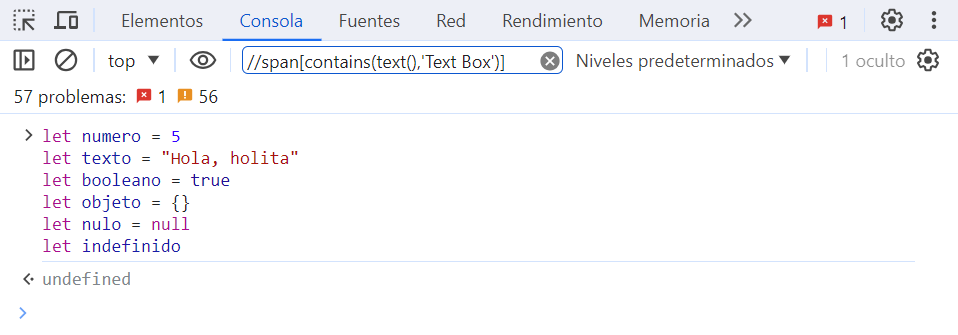 Elementos Consola Fuentes Red Rendimiento Memoria 1
top //span[contains(text(),'Text Box')] Niveles predeterminados 1 oculto
57 problemas: 1 56
let numero = 5
let texto = "Hola, holita"
let booleano = true
let objeto = {}
let nulo = null
let indefinido
undefined